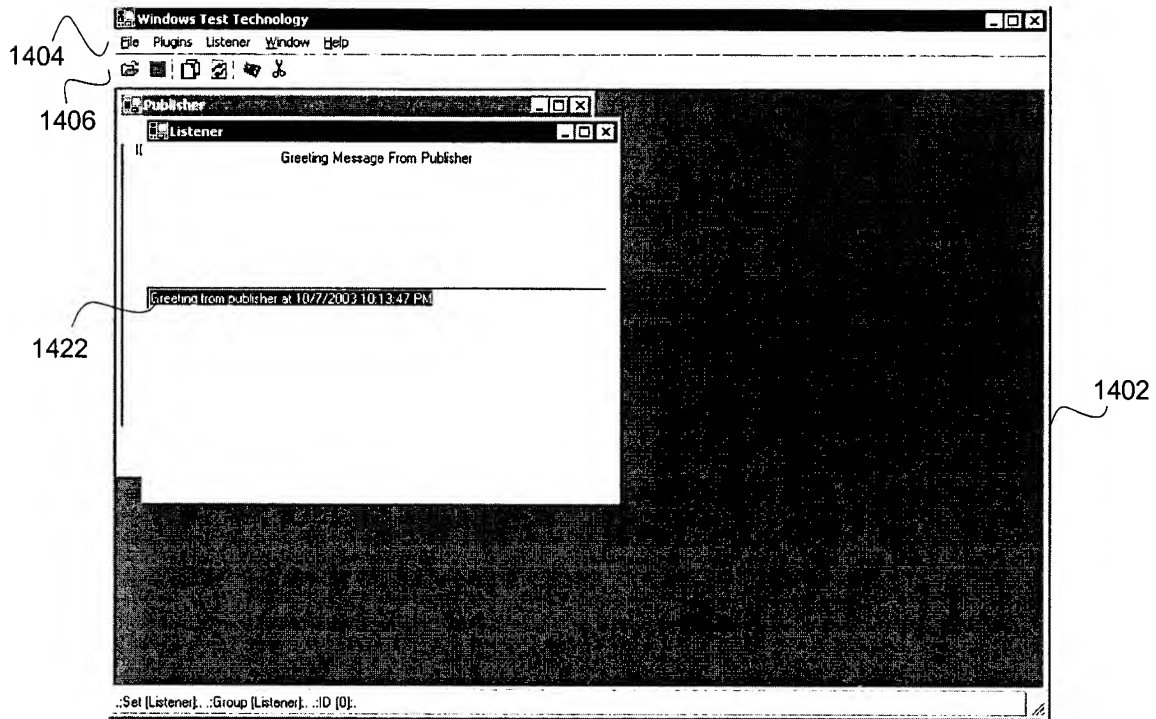 Windows Test Technology
File Plugins Listener Window Help
1404
1406
Publisher
Listener
Greeting Message From Publisher
Greeting from publisher at 10/7/2003 10:13:47 PM
1422
1402
.:Set [Listener]:. .:Group [Listener]:. .:ID [0]:.